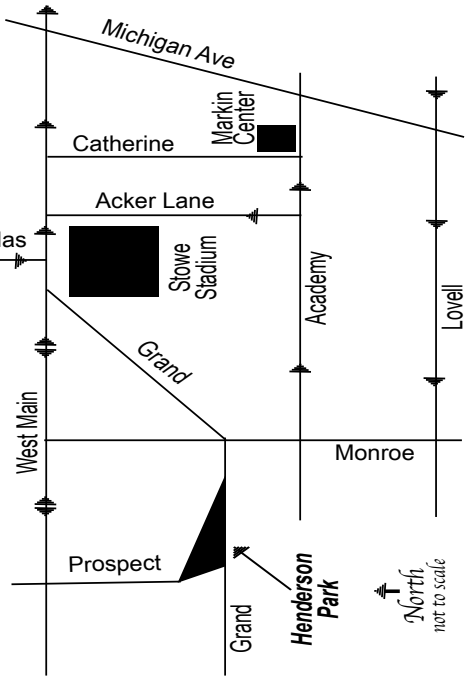 Michigan Ave
Markin
Center
Catherine
Acker Lane
las
Stowe
Stadium
Academy
Lovell
Grand
West Main
Monroe
Prospect
Henderson
Park
Grand
North
not to scale